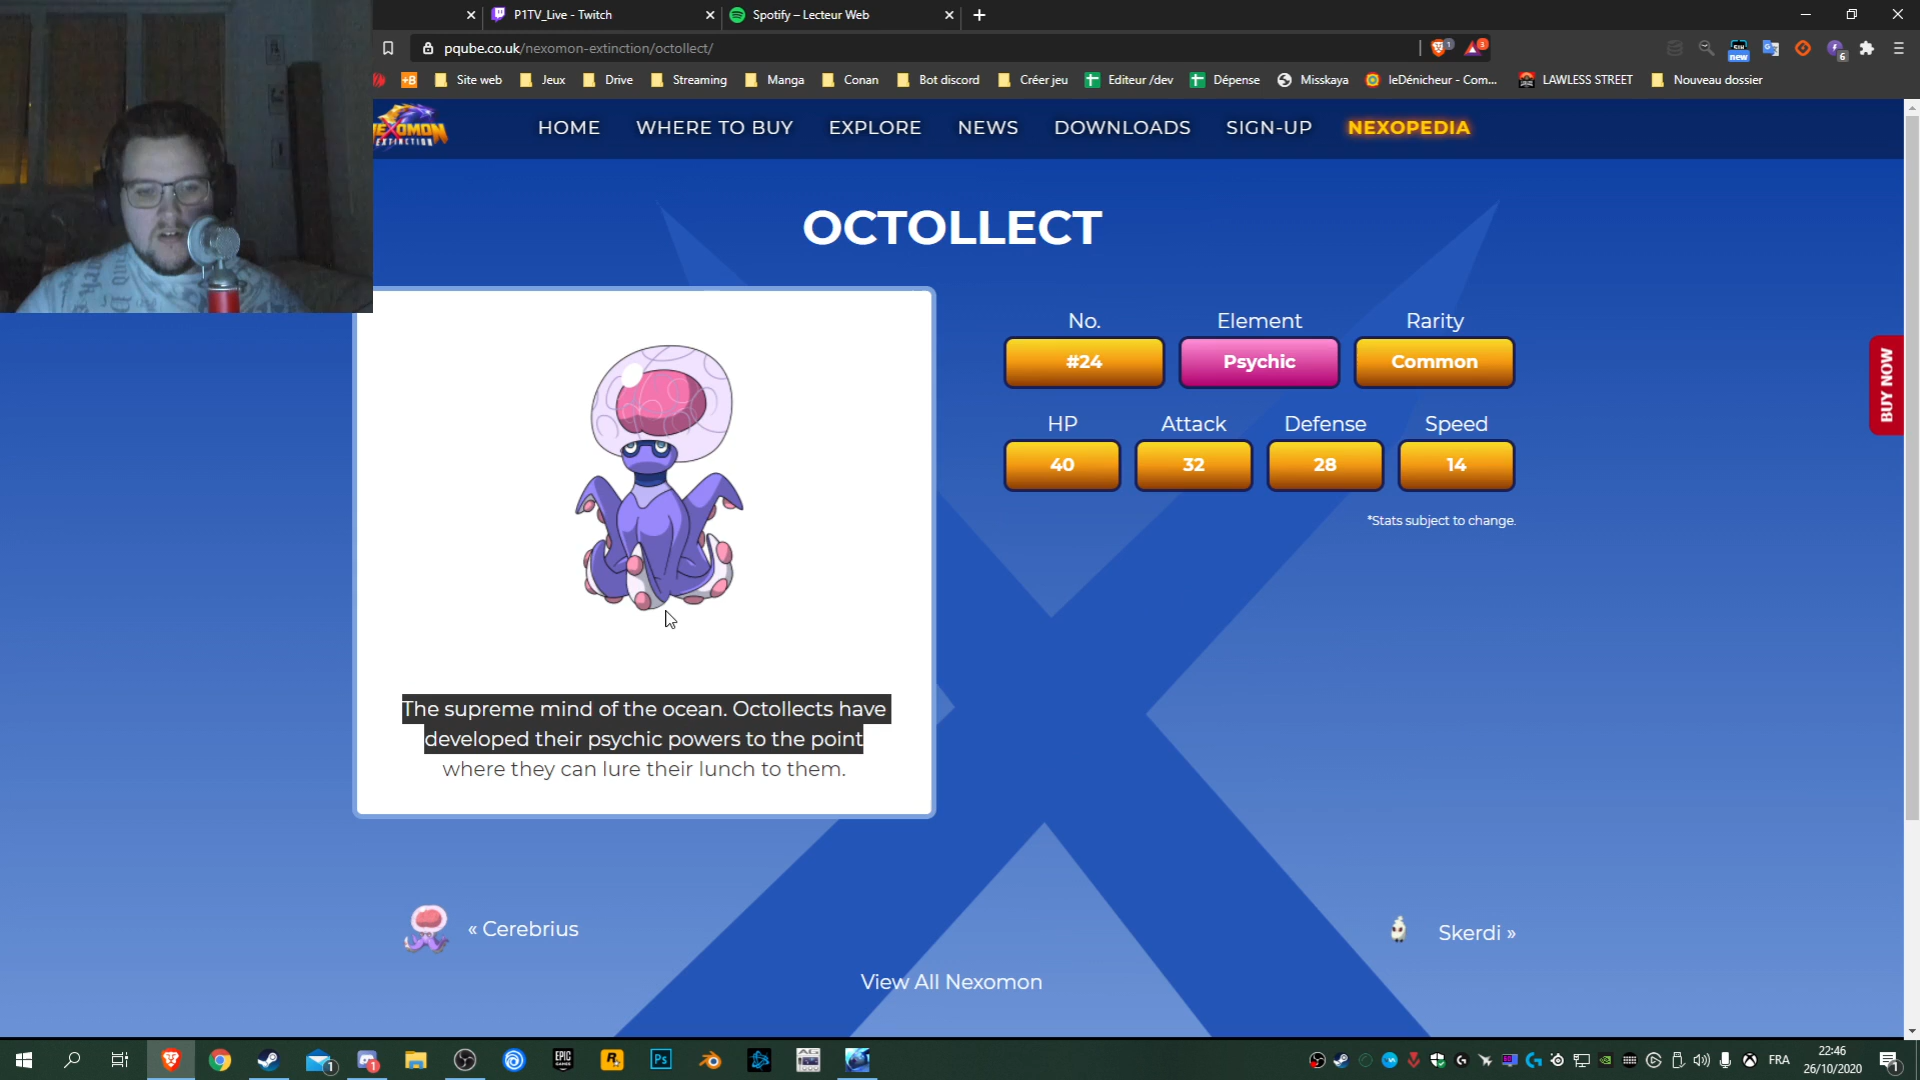 P1TV_Live - Twitch
Spotify – Lecteur Web
pqube.co.uk/nexomon-extinction/octollect/
Site web
Jeux
Drive
Streaming
Manga
Conan
Bot discord
Créer jeu
Editeur /dev
Dépense
Misskaya
leDénicheur - Com...
LAWLESS STREET
Nouveau dossier
EXTINCTION
HOME
WHERE TO BUY
EXPLORE
NEWS
DOWNLOADS
SIGN-UP
NEXOPEDIA
OCTOLLECT
No.
Element
Rarity
#24
Psychic
Common
HP
Attack
Defense
Speed
40
32
28
14
*Stats subject to change.
BUY NOW
The supreme mind of the ocean. Octollects have
developed their psychic powers to the point
where they can lure their lunch to them.
« Cerebrius
Skerdi »
View All Nexomon
FRA
22:46
26/10/2020